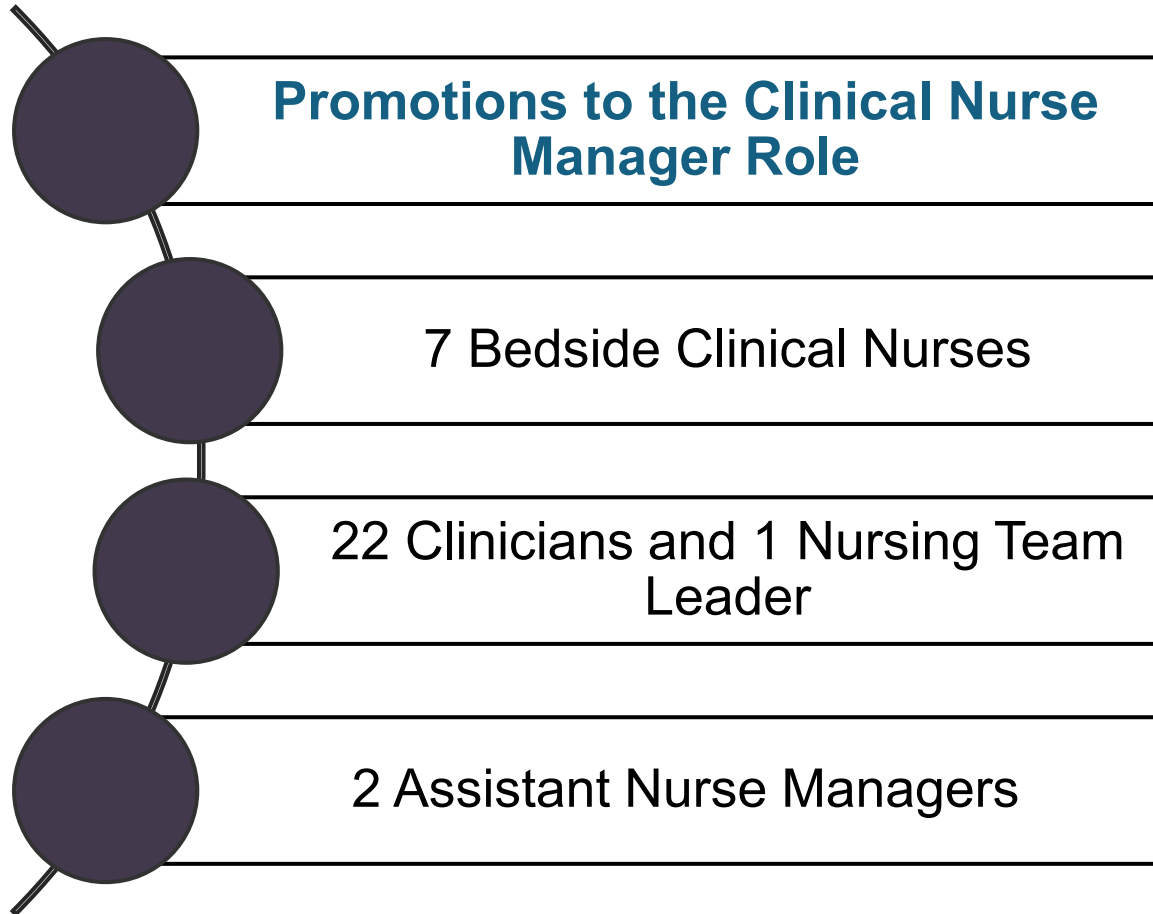 Promotions to the Clinical Nurse
Manager Role
7 Bedside Clinical Nurses
22 Clinicians and 1 Nursing Team
Leader
2 Assistant Nurse Managers